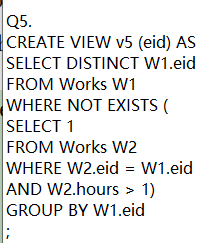 Q5.
CREATE VIEW v5 (eid) AS
SELECT DISTINCT W1.eid
FROM Works W1
WHERE NOT EXISTS (
SELECT 1
FROM Works W2
WHERE W2.eid = W1.eid
AND W2.hours > 1)
GROUP BY W1.eid
;